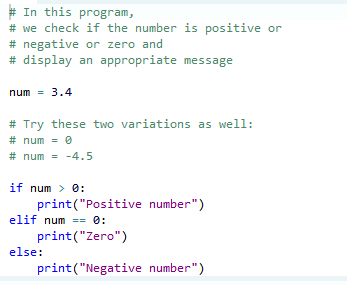 # In this program,
# we check if the number is positive or
# negative or zero and
# display an appropriate message
num = 3.4
# Try these two variations as well:
# num = 0
# num = -4.5
if num > 0:
    print("Positive number")
elif num == 0:
    print("Zero")
else:
    print("Negative number")